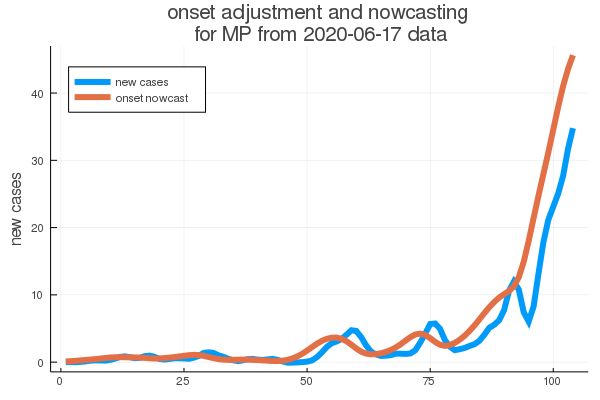 onset adjustment and nowcasting
for MP from 2020-06-17 data
new cases
onset nowcast
new cases
40
30
20
10
0
0 25 50 75 100